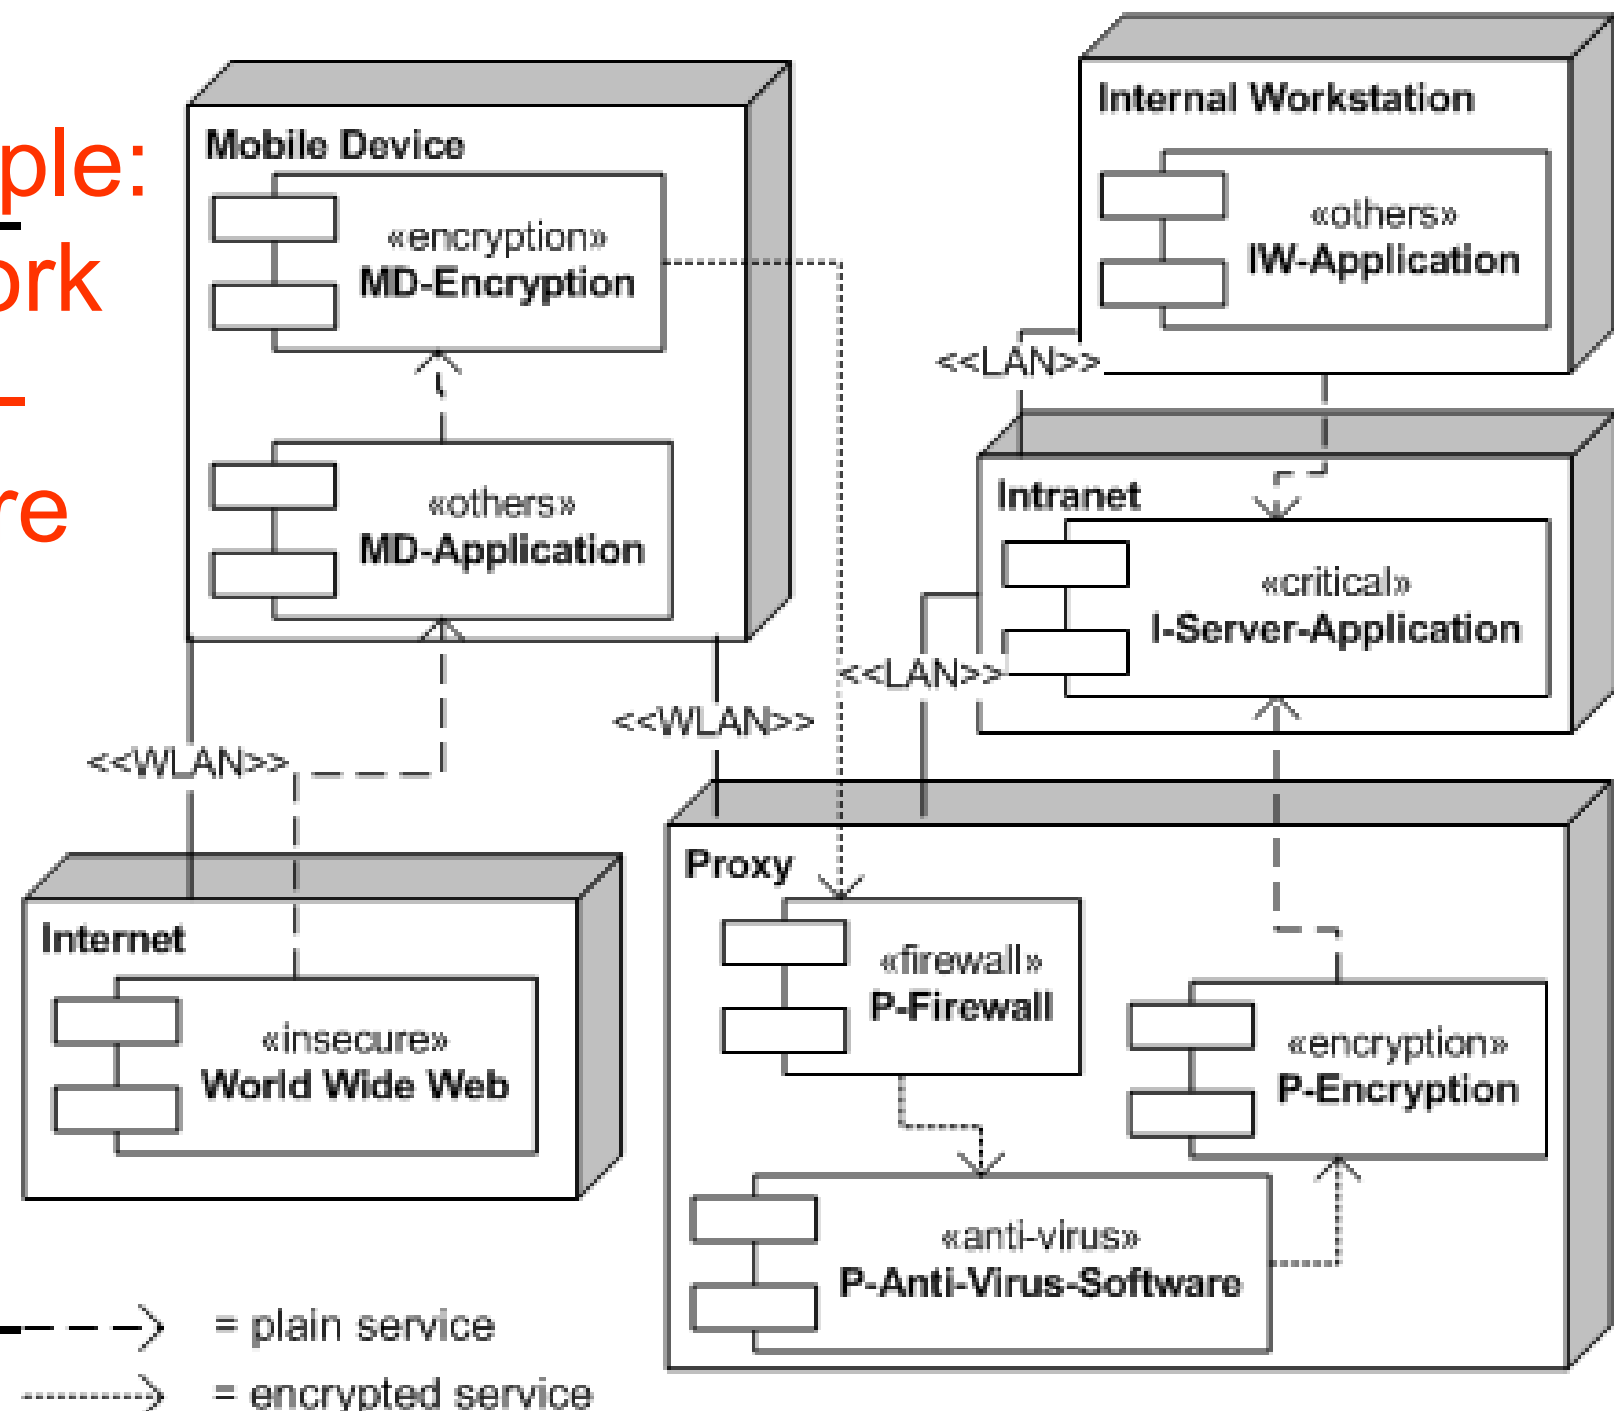 ple:
ork
-
re
Mobile Device
«encryption»
MD-Encryption
«others»
MD-Application
Internal Workstation
«others»
IW-Application
<<LAN>>
Intranet
«critical»
I-Server-Application
<<LAN>>
<<WLAN>>
<<WLAN>>
Internet
«insecure»
World Wide Web
Proxy
«firewall»
P-Firewall
«encryption»
P-Encryption
«anti-virus»
P-Anti-Virus-Software
= plain service
= encrypted service